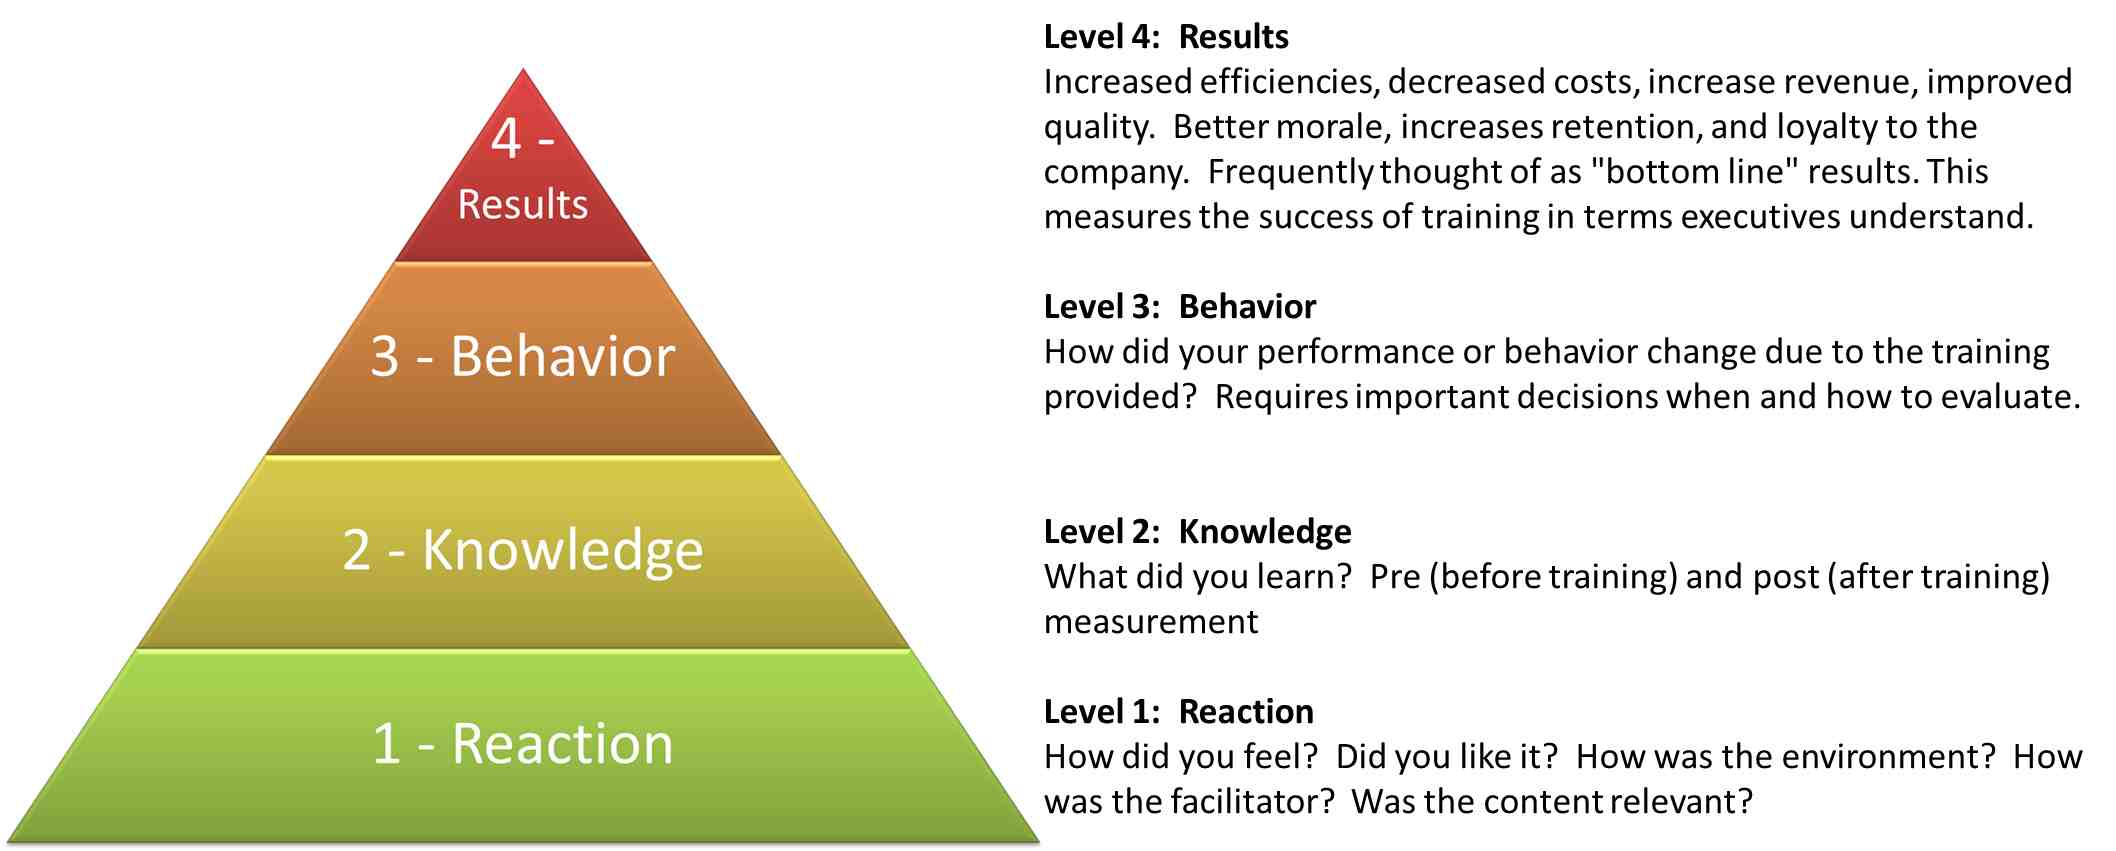 4 -
Results
3 - Behavior
2 - Knowledge
1 - Reaction
Level 4:  Results
Increased efficiencies, decreased costs, increase revenue, improved
quality.  Better morale, increases retention, and loyalty to the
company.  Frequently thought of as "bottom line" results. This
measures the success of training in terms executives understand.
Level 3:  Behavior
How did your performance or behavior change due to the training
provided?  Requires important decisions when and how to evaluate.
Level 2:  Knowledge
What did you learn?  Pre (before training) and post (after training)
measurement
Level 1:  Reaction
How did you feel?  Did you like it?  How was the environment?  How
was the facilitator?  Was the content relevant?